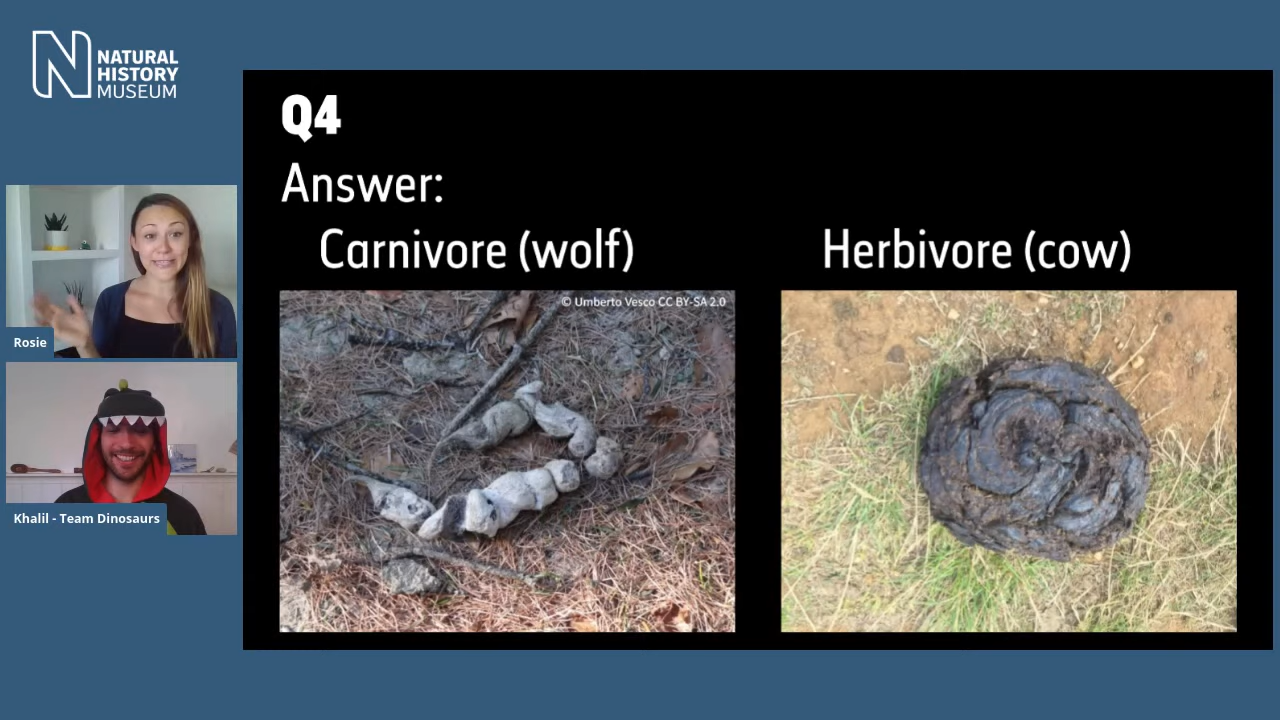 NATURAL
HISTORY
MUSEUM
Q4
Answer:
Carnivore (wolf)
Herbivore (cow)
© Umberto Vesco CC BY-SA 2.0
Rosie
Khalil - Team Dinosaurs